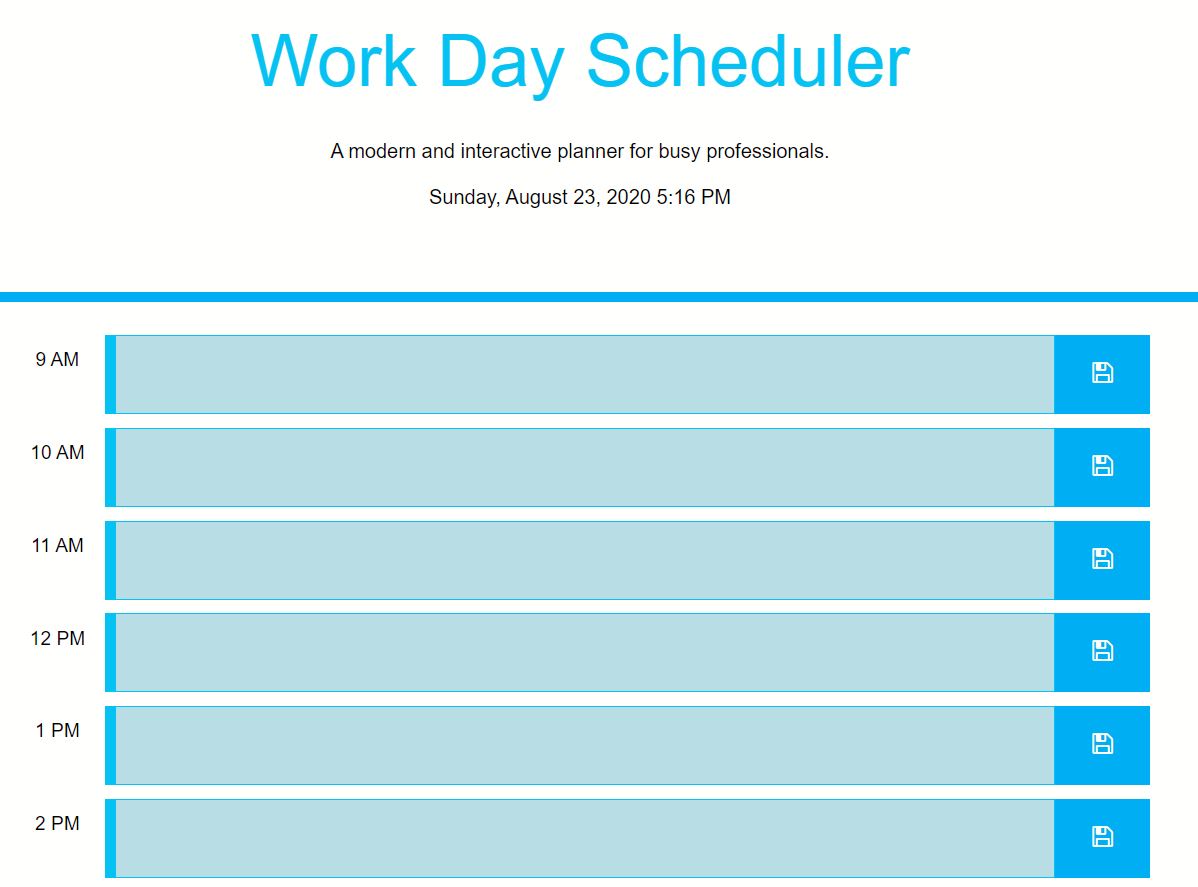 Work Day Scheduler
A modern and interactive planner for busy professionals.
Sunday, August 23, 2020 5:16 PM
9 AM
10 AM
11 AM
12 PM
1 PM
2 PM